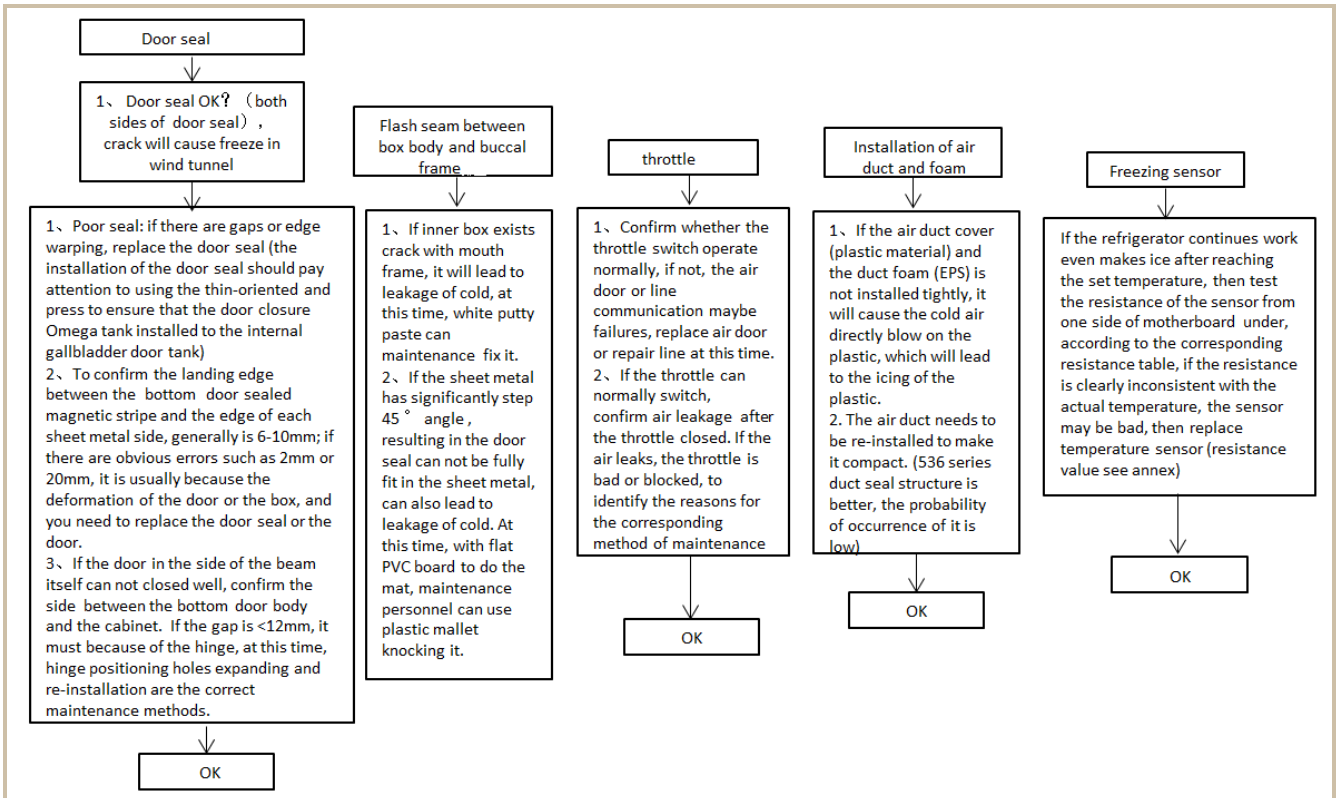 Door seal
1、 Door seal OK？（both
sides of door seal），
crack will cause freeze in
wind tunnel
1、Poor seal: if there are gaps or edge
warping, replace the door seal (the
installation of the door seal should pay
attention to using the thin-oriented and
press to ensure that the door closure
Omega tank installed to the internal
gallbladder door tank)
2、To confirm the landing edge
between the bottom door sealed
magnetic stripe and the edge of each
sheet metal side, generally is 6-10mm; if
there are obvious errors such as 2mm or
20mm, it is usually because the
deformation of the door or the box, and
you need to replace the door seal or the
door.
3、If the door in the side of the beam
itself can not closed well, confirm the
side between the bottom door body
and the cabinet. If the gap is <12mm, it
must because of the hinge, at this time,
hinge positioning holes expanding and
re-installation are the correct
maintenance methods.
OK
Flash seam between
box body and buccal
frame
1、If inner box exists
crack with mouth
frame, it will lead to
leakage of cold, at
this time, white putty
paste can
maintenance fix it.
2、If the sheet metal
has significantly step
45° angle,
resulting in the door
seal can not be fully
fit in the sheet metal,
can also lead to
leakage of cold. At
this time, with flat
PVC board to do the
mat, maintenance
personnel can use
plastic mallet
knocking it.
throttle
1、Confirm whether the
throttle switch operate
normally, if not, the air
door or line
communication maybe
failures, replace air door
or repair line at this time.
2、If the throttle can
normally switch,
confirm air leakage after
the throttle closed. If the
air leaks, the throttle is
bad or blocked, to
identify the reasons for
the corresponding
method of maintenance
OK
Installation of air
duct and foam
1、If the air duct cover
(plastic material) and
the duct foam (EPS) is
not installed tightly, it
will cause the cold air
directly blow on the
plastic, which will lead
to the icing of the
plastic.
2. The air duct needs to
be re-installed to make
it compact. (536 series
duct seal structure is
better, the probability
of occurrence of it is
low)
OK
Freezing sensor
If the refrigerator continues work
even makes ice after reaching
the set temperature, then test
the resistance of the sensor from
one side of motherboard under,
according to the corresponding
resistance table, if the resistance
is clearly inconsistent with the
actual temperature, the sensor
may be bad, then replace
temperature sensor (resistance
value see annex)
OK